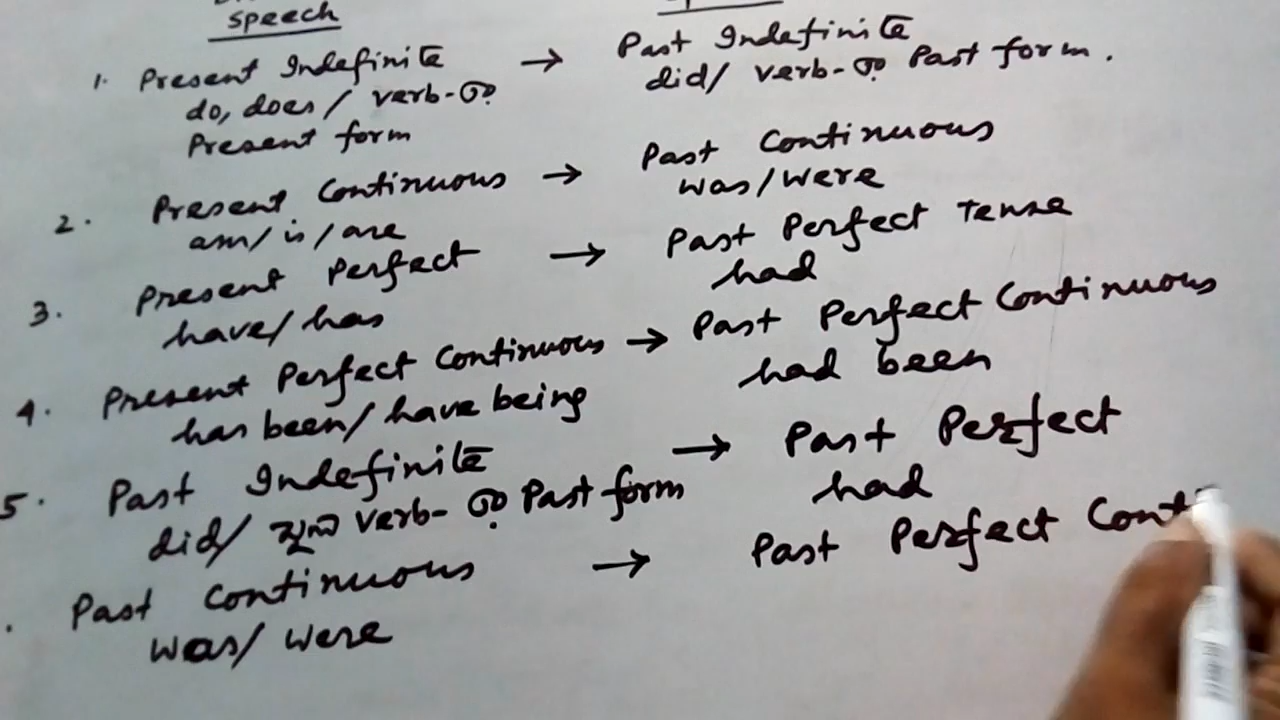 speech
1. Present Indefinite → Past Indefinite
do, does / verb-এর did/ verb-এর Past form.
Present form
2. Present Continuous → Past Continuous
am/ is / are was / were
3. Present Perfect → Past Perfect Tense
have/ has had
4. Present Perfect Continuous → Past Perfect Continuous
has been / have being had been
5. Past Indefinite → Past Perfect
did/ মূল verb-এর Past form had
. Past Continuous → Past Perfect Cont
was/ were